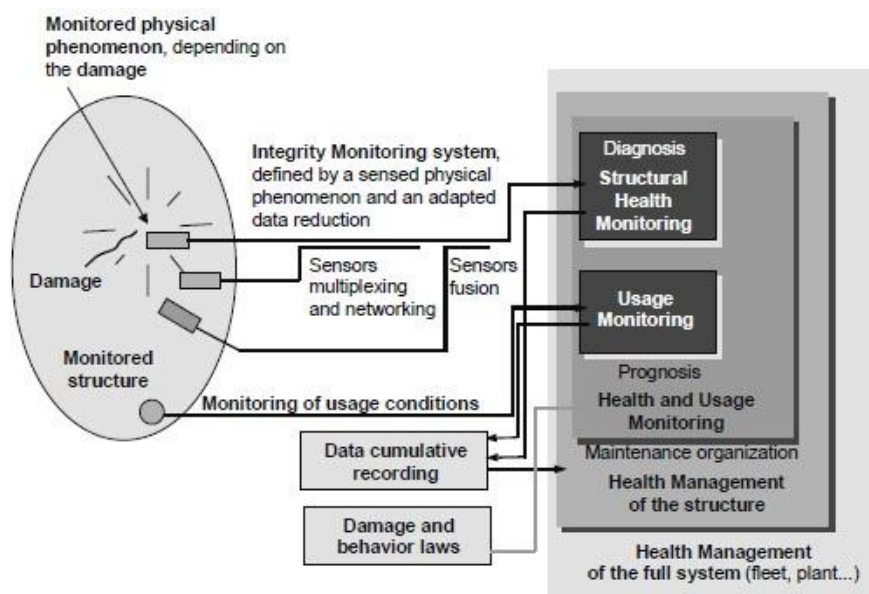 Monitored physical
phenomenon, depending on
the damage
Integrity Monitoring system,
defined by a sensed physical
phenomenon and an adapted
data reduction
Damage
Sensors
multiplexing
and networking
Sensors
fusion
Monitored
structure
Monitoring of usage conditions
Data cumulative
recording
Damage and
behavior laws
Diagnosis
Structural
Health
Monitoring
Usage
Monitoring
Prognosis
Health and Usage
Monitoring
Maintenance organization
Health Management
of the structure
Health Management
of the full system (fleet, plant...)